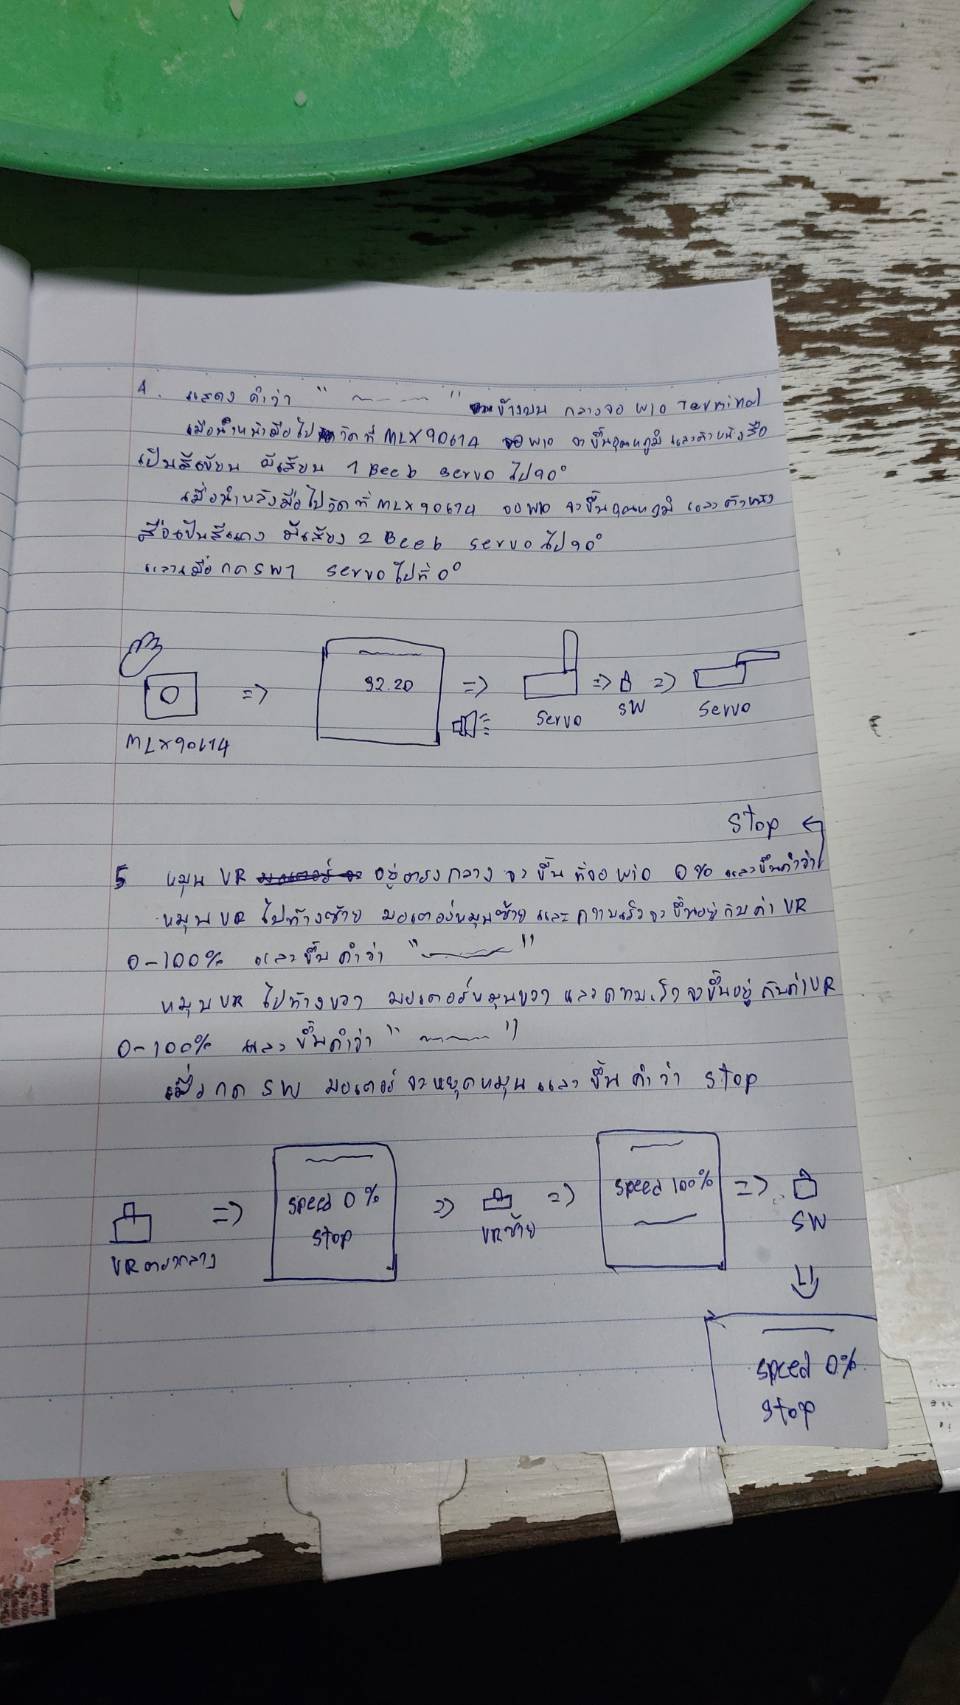 4. แสดง คำว่า " ~~~ " ข้างบน กลางจอ WIO Terminal
เมื่อนำหน้ามือไปวัดที่ MLX90614 จอ WIO จะขึ้นอุณหภูมิ และตัวหนังสือ
เป็นสีเขียน มีเสียบ 1 Beeb servo ไป 90°
เมื่อนำหลังมือไปวัดที่ MLX90614 จอ WIO จะขึ้นอุณหภูมิ และตัวหนัง
สือเป็นสีแดง มีเสียง 2 Beeb servo ไป 90°
และเมื่อกด SW1 servo ไปที่ 0°
32.20
=> => => =>
MLX90614
servo SW servo
stop
5 หมุน VR อยู่ตรงกลาง จะขึ้น ที่จอ WIO 0% และขึ้นคำว่า
หมุน VR ไปทางซ้าย มอเตอร์หมุนซ้าย และ ความเร็วจะขึ้นอยู่กับค่า VR
0-100% และขึ้นคำว่า " ~~~ "
หมุน VR ไปทางขวา มอเตอร์หมุนขวา และความเร็วจะขึ้นอยู่กับค่าVR
0-100% และขึ้นคำว่า " ~~~ "
เมื่อกด SW มอเตอร์จะหยุดหมุน และ ขึ้นคำว่า stop
=> speed 0% => => speed 100% =>
stop
VR ตรงกลาง VR ซ้าย SW
speed 0%
stop